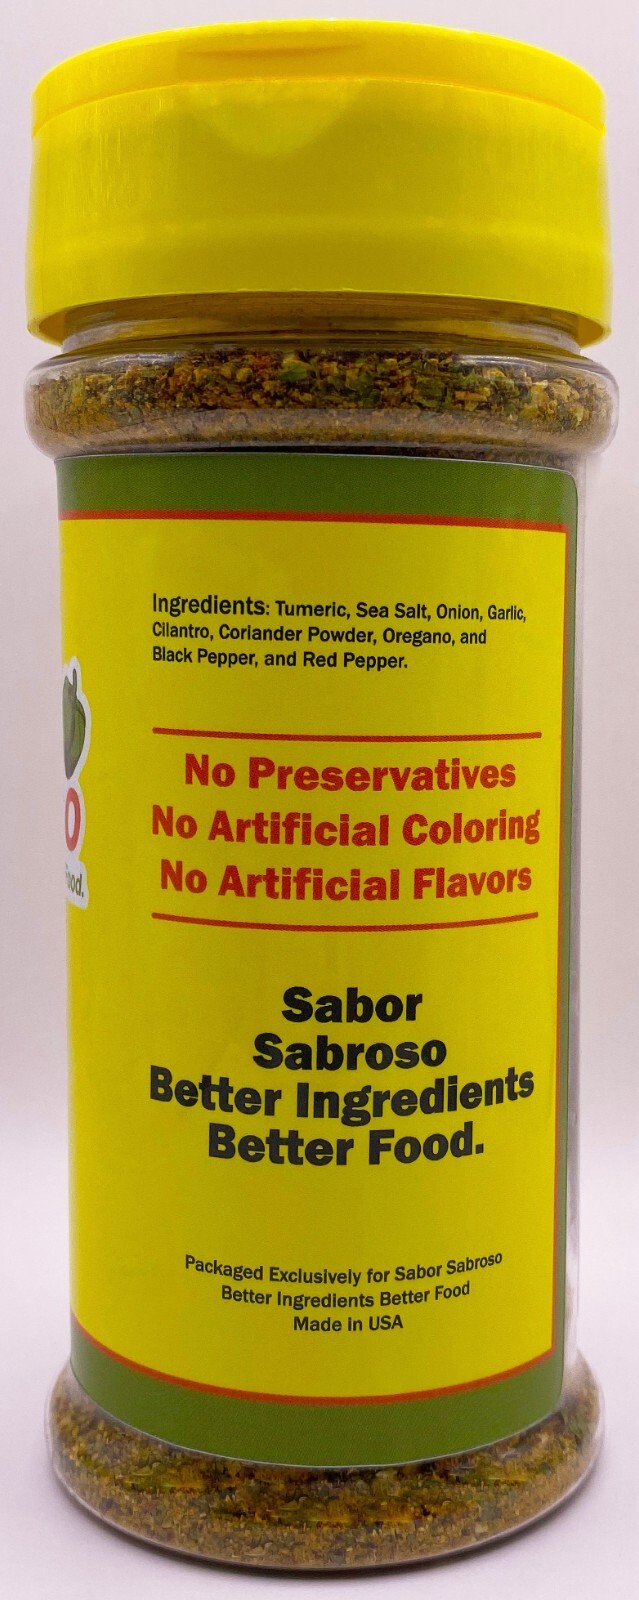 Ingredients: Tumeric, Sea Salt, Onion, Garlic,
Cilantro, Coriander Powder, Oregano, and
Black Pepper, and Red Pepper.
O
ood.
No Preservatives
No Artificial Coloring
No Artificial Flavors
Sabor
Sabroso
Better Ingredients
Better Food.
Packaged Exclusively for Sabor Sabroso
Better Ingredients Better Food
Made in USA